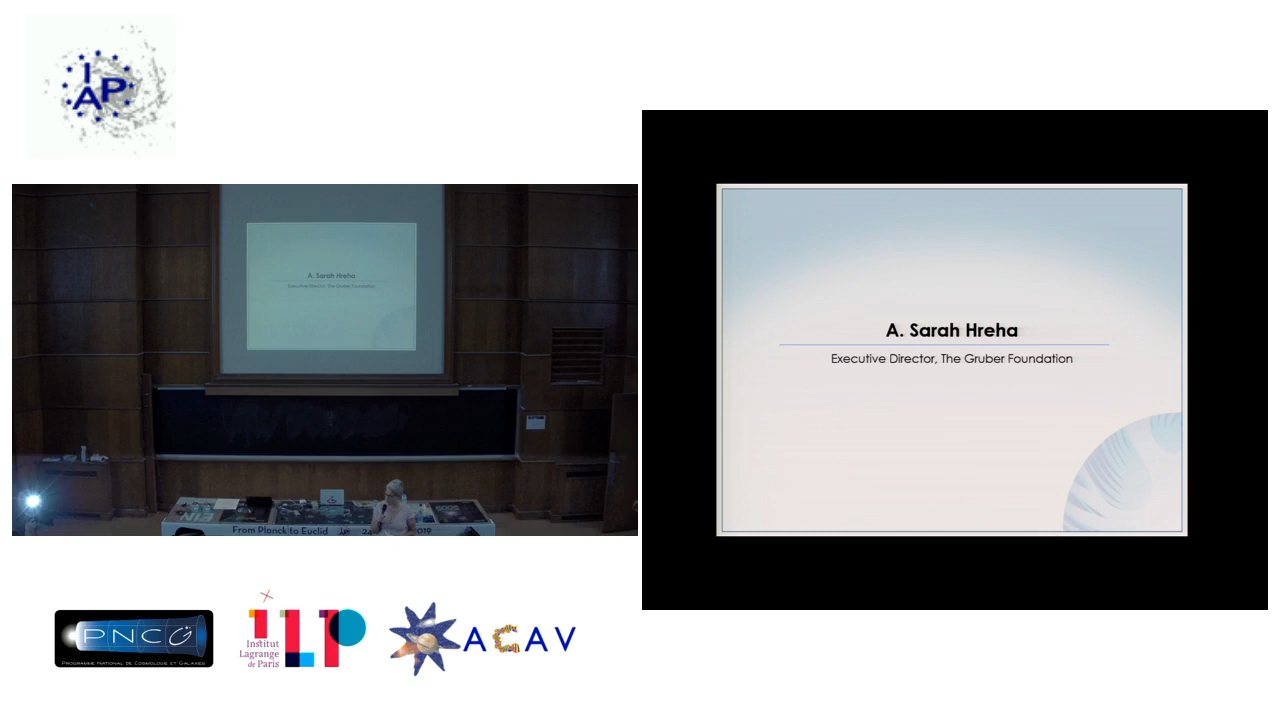 I
AP
A. Sarah Hreha
Executive Director, The Gruber Foundation
A. Sarah Hreha
Executive Director, The Gruber Foundation
From Planck to Euclid
PNCG
PROGRAMME NATIONAL DE COSMOLOGIE ET GALAXIES
iLP
Institut
Lagrange
de Paris
ACAV